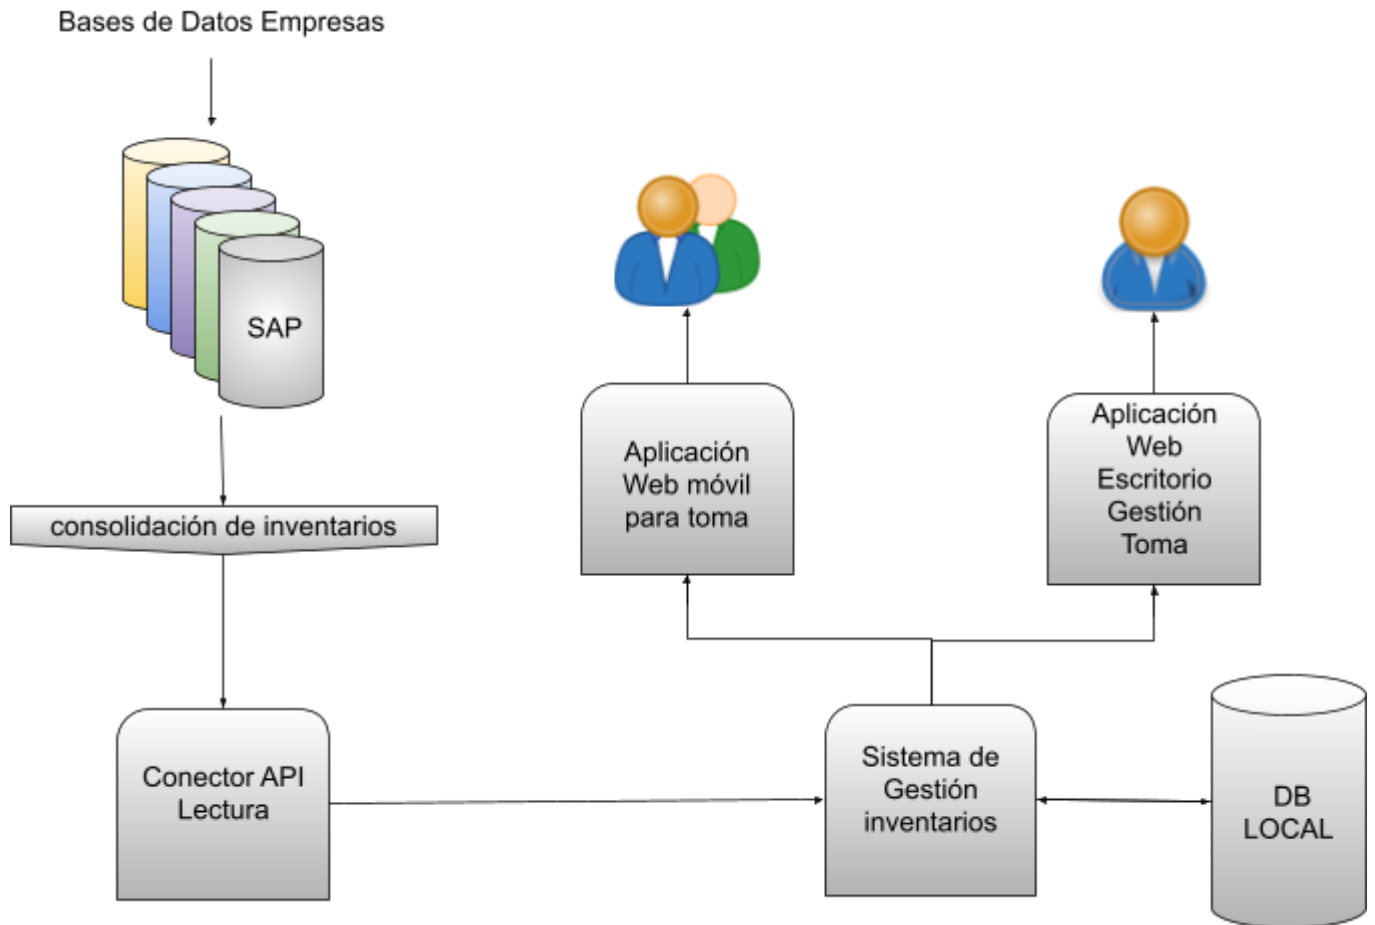 Bases de Datos Empresas
SAP
consolidación de inventarios
Conector API
Lectura
Aplicación
Web móvil
para toma
Aplicación
Web
Escritorio
Gestión
Toma
Sistema de
Gestión
inventarios
DB
LOCAL